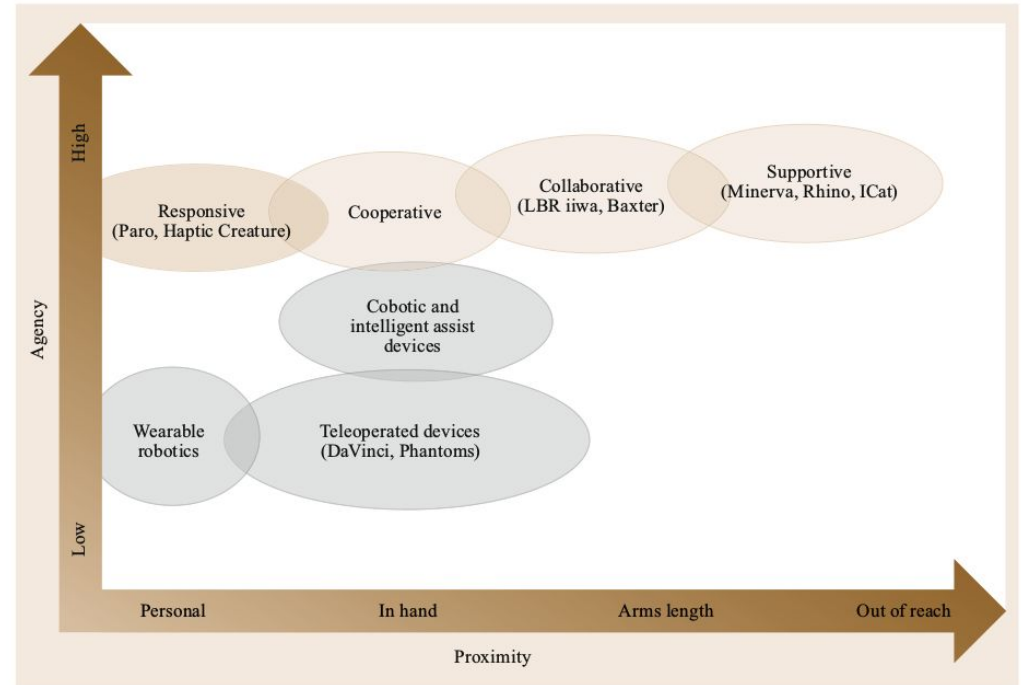 High
Supportive
(Minerva, Rhino, ICat)
Collaborative
(LBR iiwa, Baxter)
Responsive
(Paro, Haptic Creature)
Cooperative
Cobotic and
intelligent assist
devices
Agency
Wearable
robotics
Teleoperated devices
(DaVinci, Phantoms)
Low
Personal
In hand
Arms length
Out of reach
Proximity